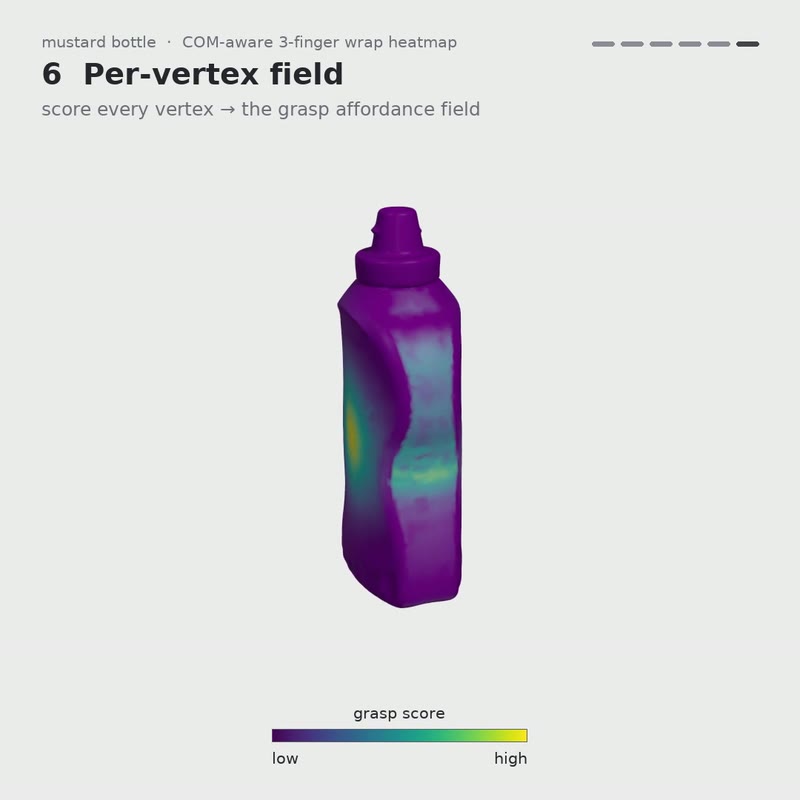 mustard bottle · COM-aware 3-finger wrap heatmap
6 Per-vertex field
score every vertex → the grasp affordance field
grasp score
low high